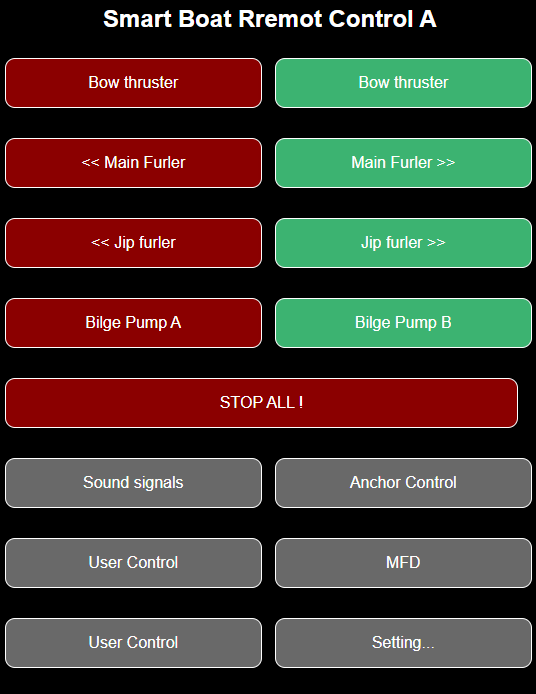 Smart Boat Rremot Control A
Bow thruster
Bow thruster
<< Main Furler
Main Furler >>
<< Jip furler
Jip furler >>
Bilge Pump A
Bilge Pump B
STOP ALL !
Sound signals
Anchor Control
User Control
MFD
User Control
Setting...